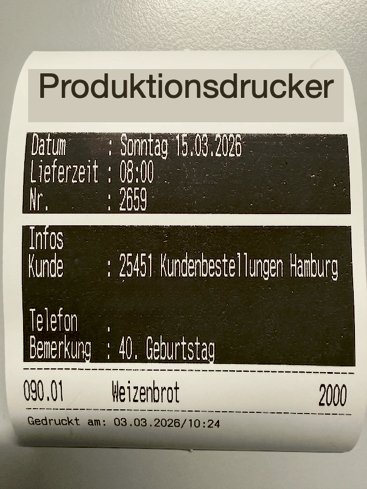 Produktionsdrucker
Datum : Sonntag 15.03.2026
Lieferzeit : 08:00
Nr. : 2659
Infos
Kunde : 25451 Kundenbestellungen Hamburg
Telefon .
Bemerkung : 40. Geburtstag
090.01 Weizenbrot 2000
Gedruckt am: 03.03.2026/10:24